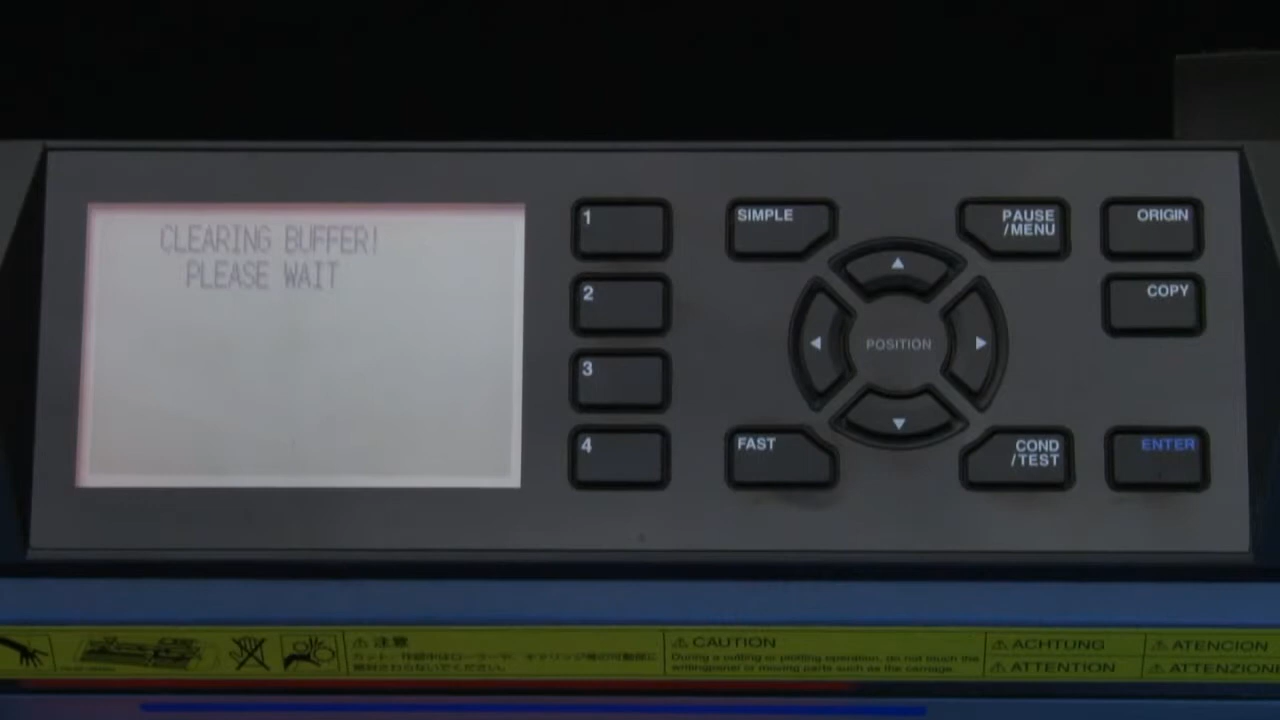 CLEARING BUFFER!
PLEASE WAIT
1
2
3
4
SIMPLE
PAUSE
/MENU
ORIGIN
COPY
POSITION
FAST
COND
/TEST
ENTER
⚠ 注意
⚠ CAUTION
During a cutting or plotting operation, do not touch the
writingpanel or moving parts such as the carriage.
⚠ ACHTUNG
⚠ ATTENTION
⚠ ATENCION
⚠ ATTENZIONE